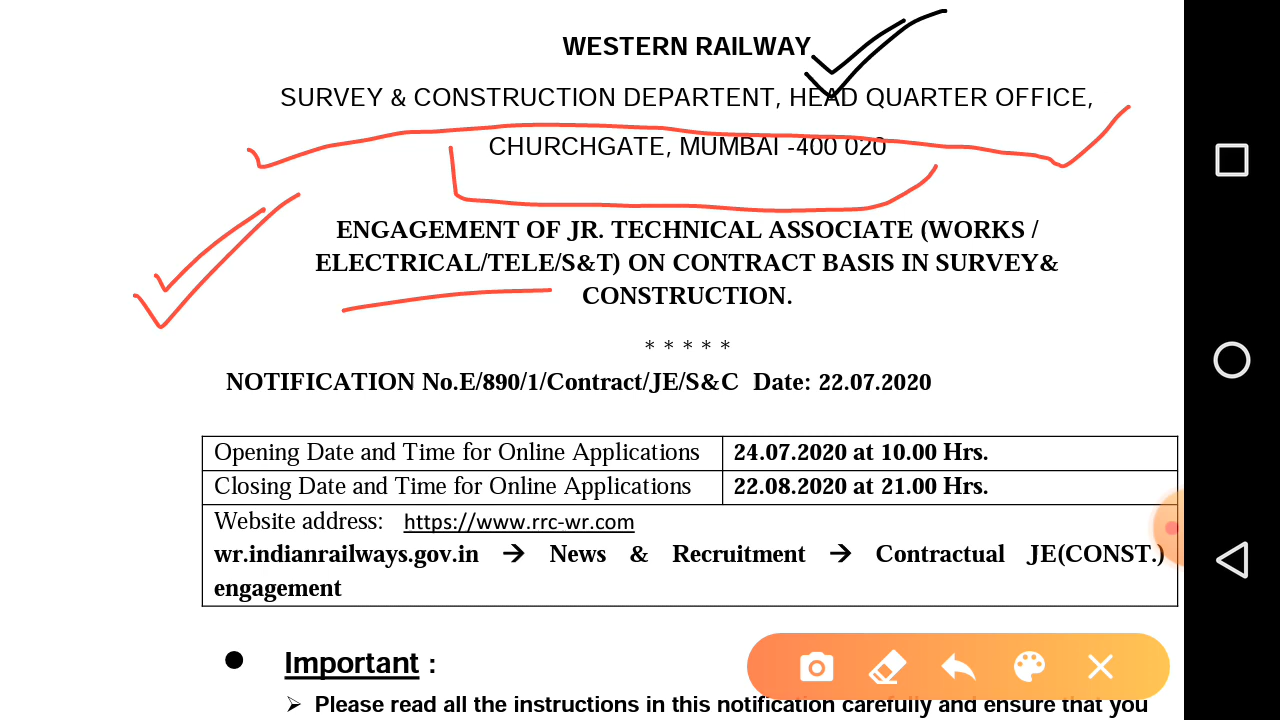 WESTERN RAILWAY
SURVEY & CONSTRUCTION DEPARTENT, HEAD QUARTER OFFICE,
CHURCHGATE, MUMBAI -400 020
ENGAGEMENT OF JR. TECHNICAL ASSOCIATE (WORKS /
ELECTRICAL/TELE/S&T) ON CONTRACT BASIS IN SURVEY&
CONSTRUCTION.
* * * * *
NOTIFICATION No.E/890/1/Contract/JE/S&C Date: 22.07.2020
Opening Date and Time for Online Applications 24.07.2020 at 10.00 Hrs.
Closing Date and Time for Online Applications 22.08.2020 at 21.00 Hrs.
Website address: https://www.rrc-wr.com
wr.indianrailways.gov.in → News & Recruitment → Contractual JE(CONST.)
engagement
● Important :
➢ Please read all the instructions in this notification carefully and ensure that you